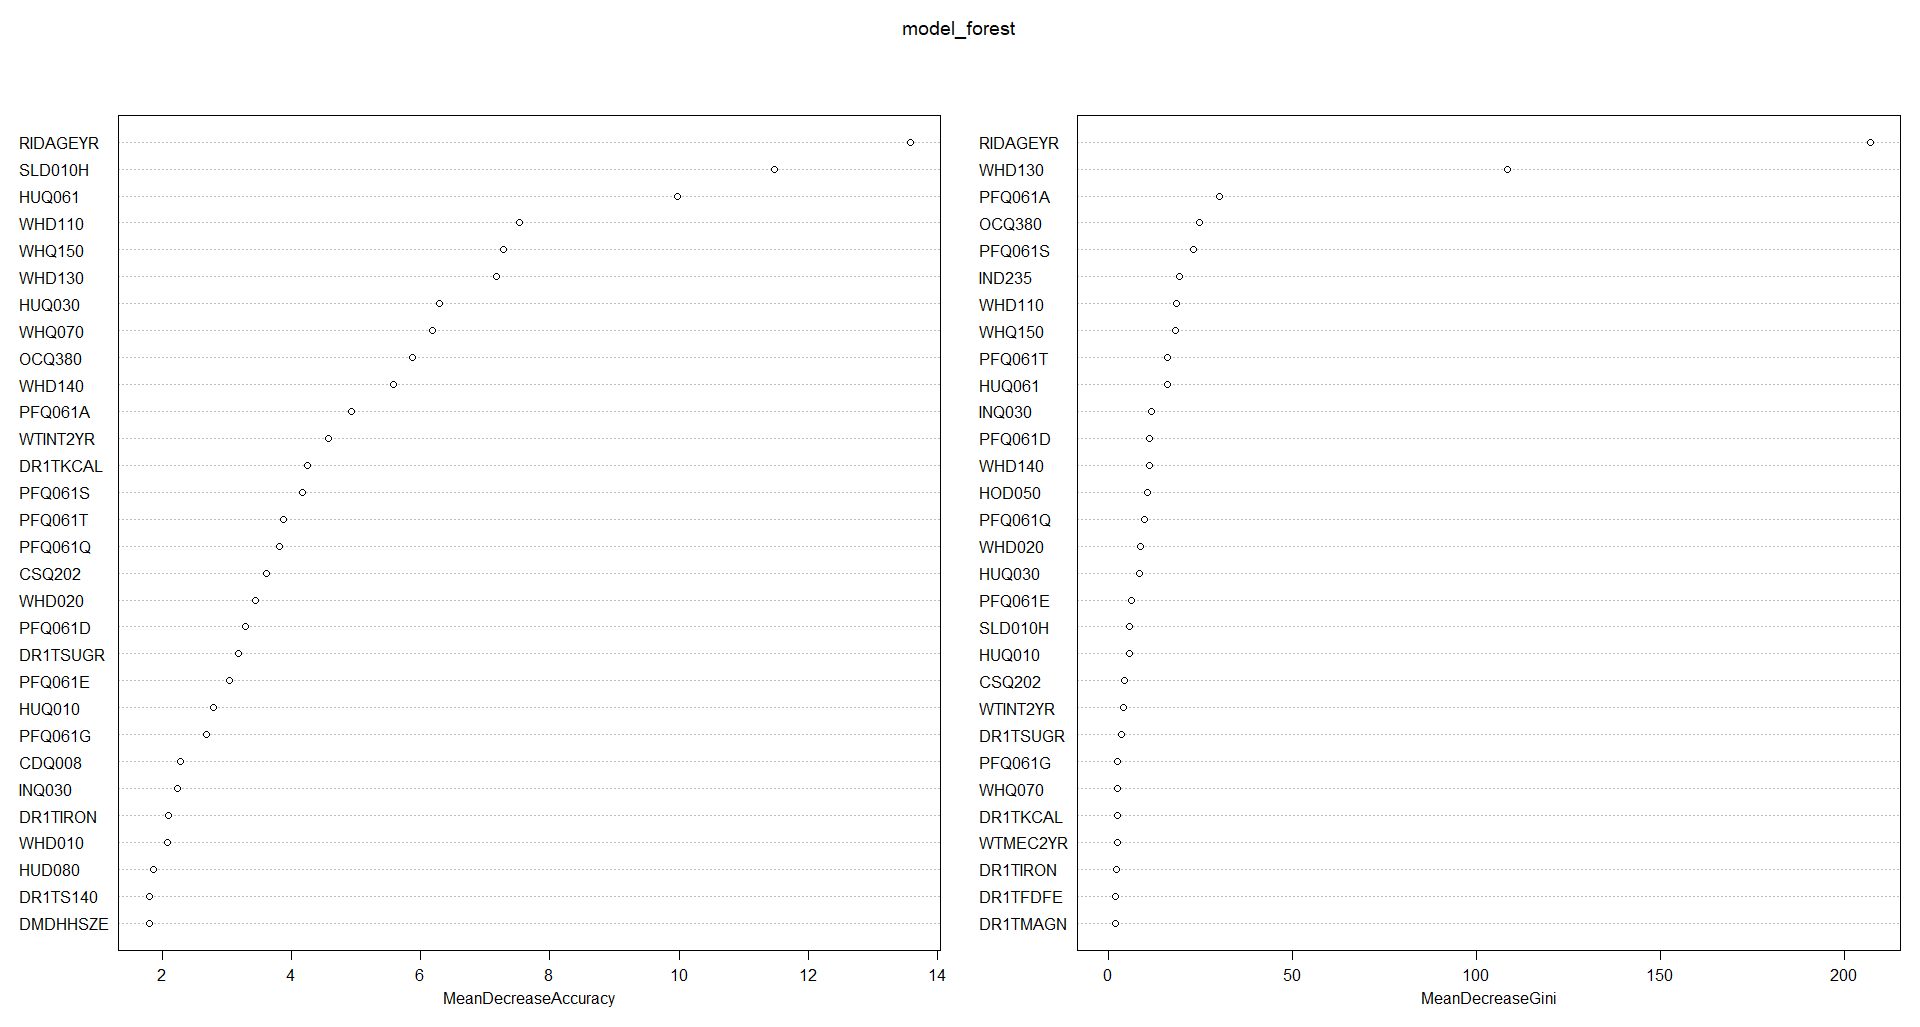 model_forest
RIDAGEYR
SLD010H
HUQ061
WHD110
WHQ150
WHD130
HUQ030
WHQ070
OCQ380
WHD140
PFQ061A
WTINT2YR
DR1TKCAL
PFQ061S
PFQ061T
PFQ061Q
CSQ202
WHD020
PFQ061D
DR1TSUGR
PFQ061E
HUQ010
PFQ061G
CDQ008
INQ030
DR1TIRON
WHD010
HUD080
DR1TS140
DMDHHSZE
2 4 6 8 10 12 14
MeanDecreaseAccuracy
RIDAGEYR
WHD130
PFQ061A
OCQ380
PFQ061S
IND235
WHD110
WHQ150
PFQ061T
HUQ061
INQ030
PFQ061D
WHD140
HOD050
PFQ061Q
WHD020
HUQ030
PFQ061E
SLD010H
HUQ010
CSQ202
WTINT2YR
DR1TSUGR
PFQ061G
WHQ070
DR1TKCAL
WTMEC2YR
DR1TIRON
DR1TFDFE
DR1TMAGN
0 50 100 150 200
MeanDecreaseGini